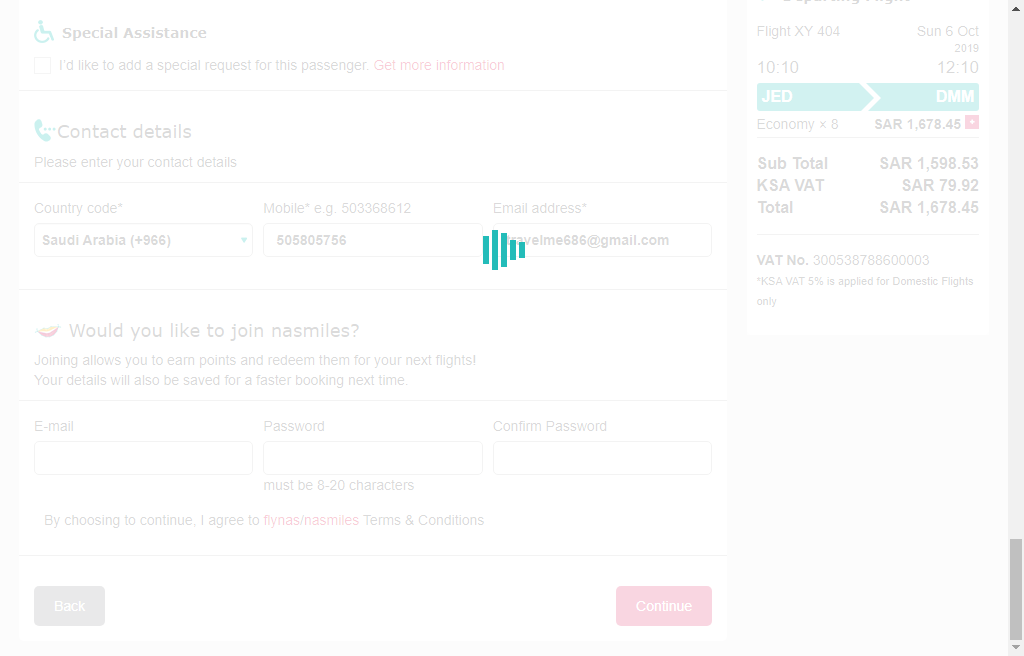 Special Assistance
I'd like to add a special request for this passenger. Get more information
Contact details
Please enter your contact details
Country code*
Mobile* e.g. 503368612
Email address*
Saudi Arabia (+966)
505805756
travelme686@gmail.com
Would you like to join nasmiles?
Joining allows you to earn points and redeem them for your next flights!
Your details will also be saved for a faster booking next time.
E-mail
Password
Confirm Password
must be 8-20 characters
By choosing to continue, I agree to flynas/nasmiles Terms & Conditions
Back
Continue
Departing Flight
Flight XY 404
Sun 6 Oct
2019
10:10
12:10
JED
DMM
Economy × 8
SAR 1,678.45 +
Sub Total SAR 1,598.53
KSA VAT SAR 79.92
Total SAR 1,678.45
VAT No. 300538788600003
*KSA VAT 5% is applied for Domestic Flights
only